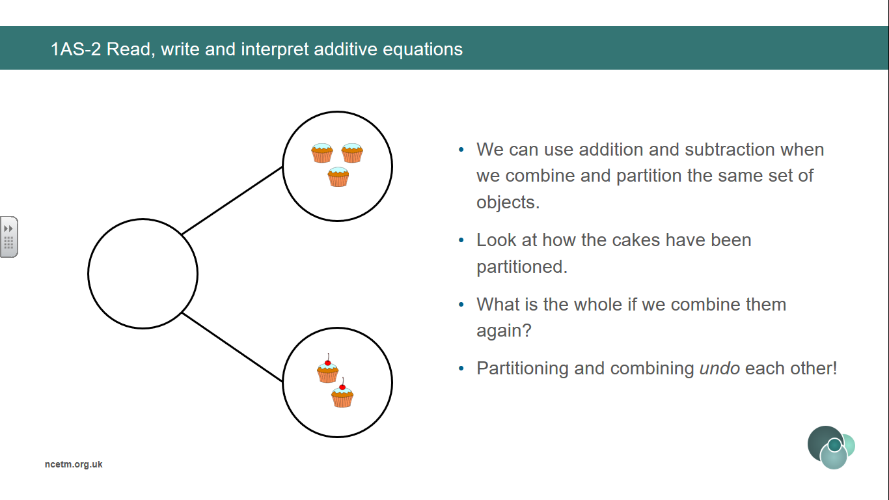 1AS-2 Read, write and interpret additive equations
• We can use addition and subtraction when
we combine and partition the same set of
objects.
• Look at how the cakes have been
partitioned.
• What is the whole if we combine them
again?
• Partitioning and combining undo each other!
ncetm.org.uk